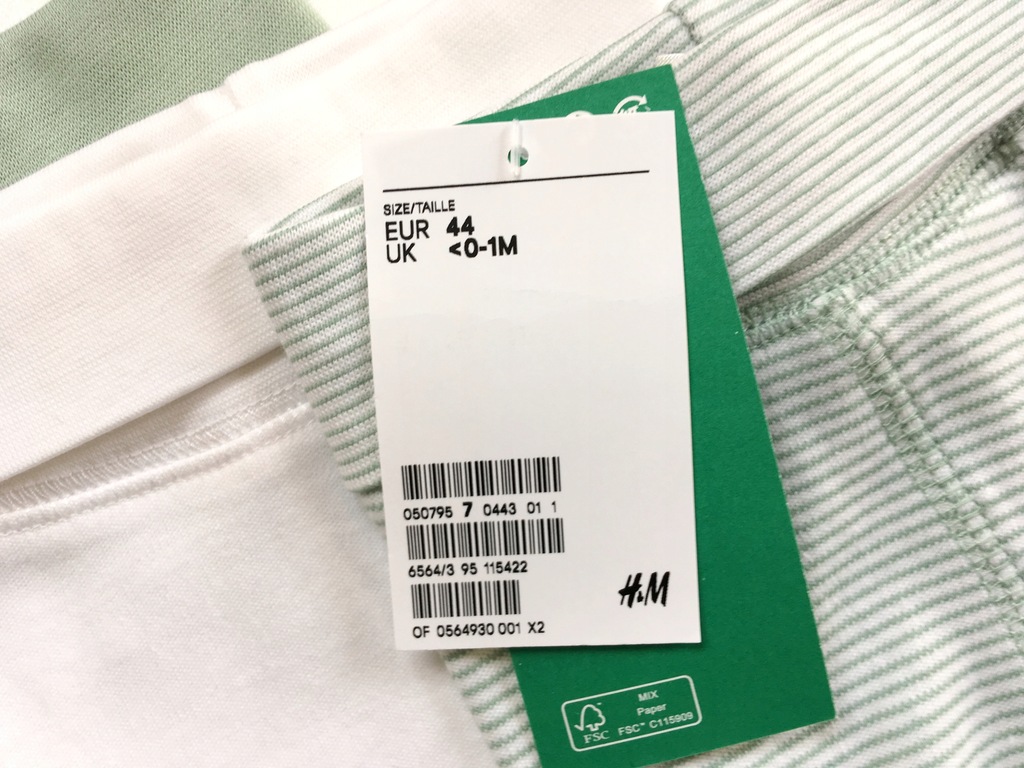 SIZE/TAILLE
EUR 44
UK <0-1M
050795 7 0443 01 1
6564/3 95 115422
OF 0564930 001 X2
H&M
MIX
Paper
FSC™ C115909
FSC